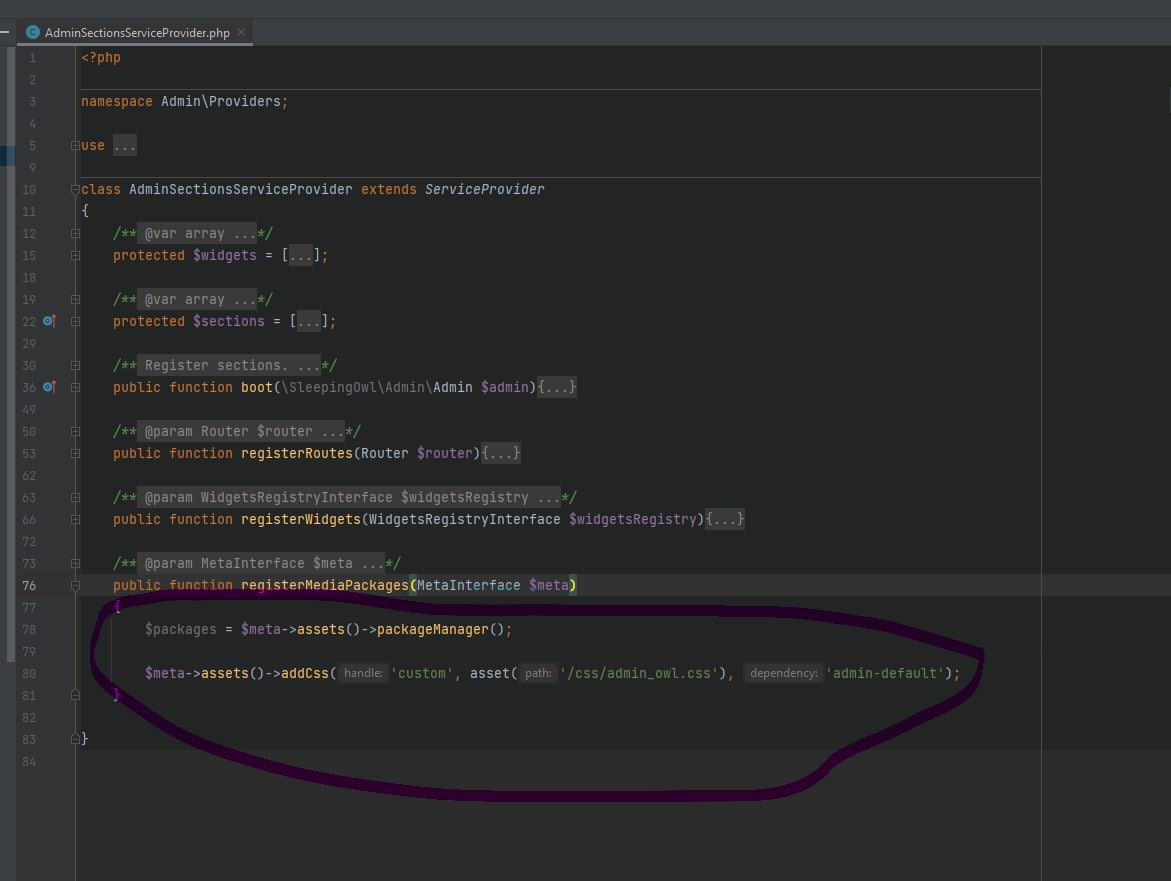 AdminSectionsServiceProvider.php
1 <?php
2
3 namespace Admin\Providers;
4
5 use ...
9
10 class AdminSectionsServiceProvider extends ServiceProvider
11 {
12 /** @var array ...*/
15 protected $widgets = [...];
18
19 /** @var array ...*/
22 protected $sections = [...];
29
30 /** Register sections. ...*/
36 public function boot(\SleepingOwl\Admin\Admin $admin){...}
49
50 /** @param Router $router ...*/
53 public function registerRoutes(Router $router){...}
62
63 /** @param WidgetsRegistryInterface $widgetsRegistry ...*/
66 public function registerWidgets(WidgetsRegistryInterface $widgetsRegistry){...}
72
73 /** @param MetaInterface $meta ...*/
76 public function registerMediaPackages(MetaInterface $meta)
77 {
78 $packages = $meta->assets()->packageManager();
79
80 $meta->assets()->addCss( handle: 'custom', asset( path: '/css/admin_owl.css'), dependency: 'admin-default');
81 }
82
83 }
84